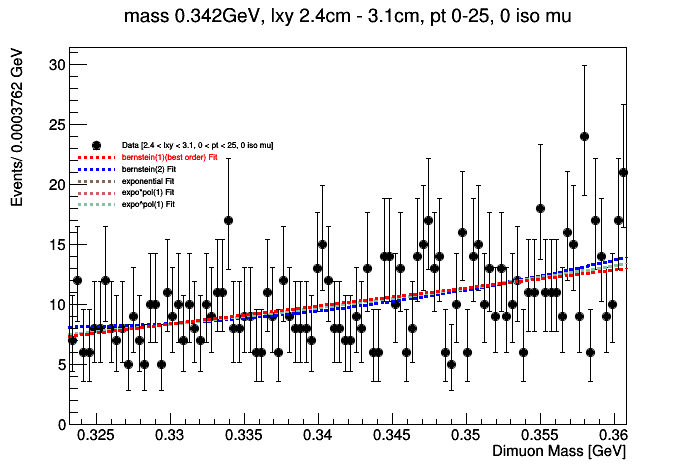 mass 0.342GeV, lxy 2.4cm - 3.1cm, pt 0-25, 0 iso mu
Events/ 0.0003762 GeV
30
25
20
15
10
5
0
Data [2.4 < lxy < 3.1, 0 < pt < 25, 0 iso mu]
bernstein(1)(best order) Fit
bernstein(2) Fit
exponential Fit
expo*pol(1) Fit
expo^pol(1) Fit
0.325 0.33 0.335 0.34 0.345 0.35 0.355 0.36
Dimuon Mass [GeV]